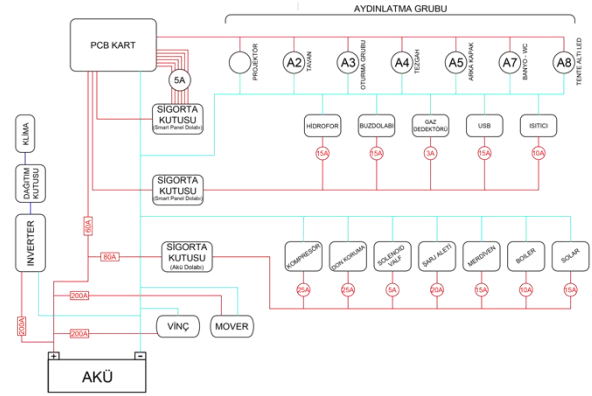 AYDINLATMA GRUBU
PCB KART
PROJEKTÖR
A2
TAVAN
A3
OTURMA GRUBU
A4
TEZGAH
A5
ARKA KAPAK
A7
BANYO - WC
A8
TENTE ALTI LED
5A
SİGORTA
KUTUSU
(Smart Panel Dolabı)
HİDROFOR
BUZDOLABI
GAZ
DEDEKTÖRÜ
USB
ISITICI
15A
15A
3A
15A
10A
KLİMA
DAĞITIM
KUTUSU
INVERTER
SİGORTA
KUTUSU
(Smart Panel Dolabı)
60A
60A
SİGORTA
KUTUSU
(Akü Dolabı)
KOMPRESÖR
DON KORUMA
SOLENOID
VALF
ŞARJ ALETİ
MERDİVEN
BOILER
SOLAR
25A
25A
5A
20A
15A
10A
15A
200A
200A
200A
VİNÇ
MOVER
+
-
AKÜ